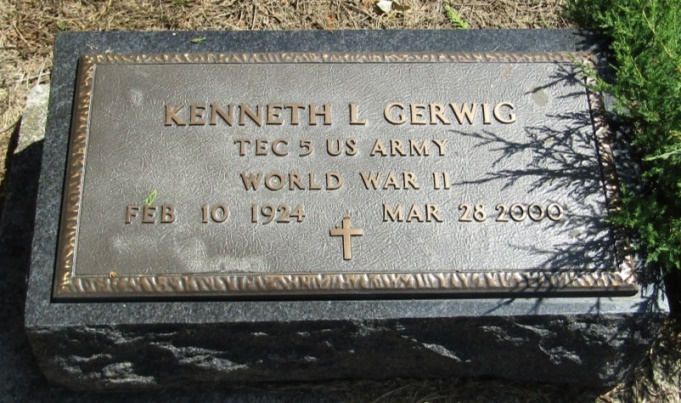 KENNETH L GERWIG
TEC 5 US ARMY
WORLD WAR II
FEB 10 1924 MAR 28 2000